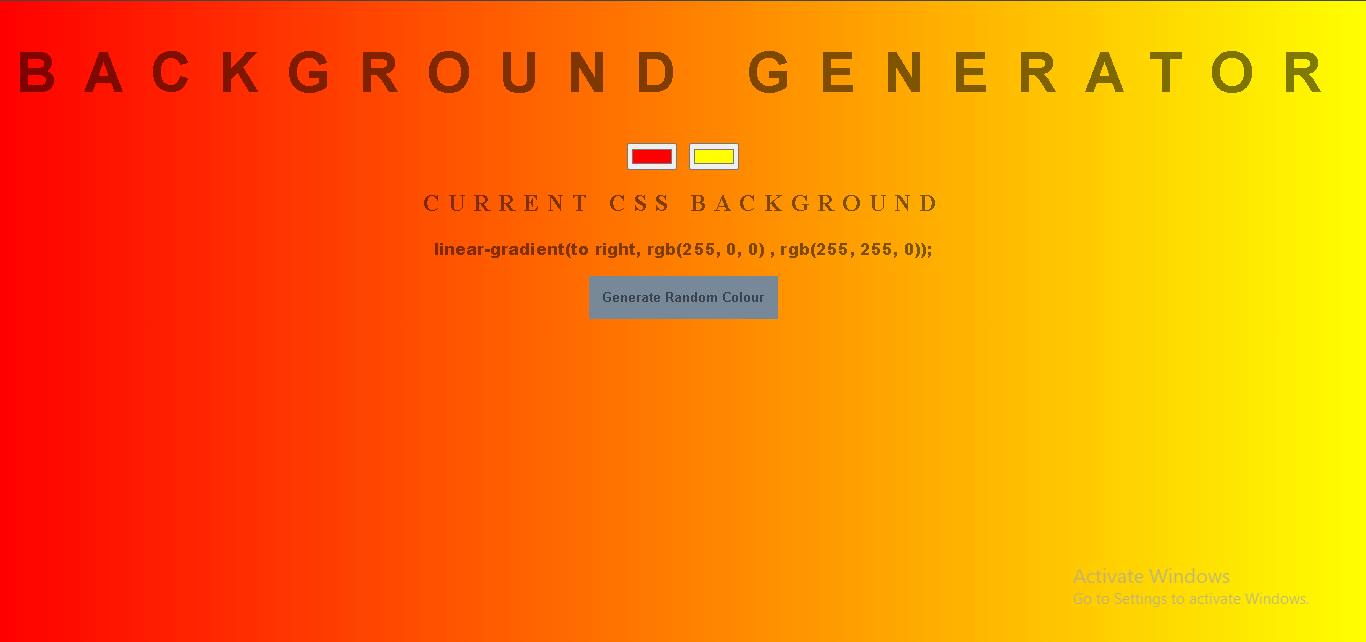 BACKGROUND GENERATOR
CURRENT CSS BACKGROUND
linear-gradient(to right, rgb(255, 0, 0) , rgb(255, 255, 0));
Generate Random Colour
Activate Windows
Go to Settings to activate Windows.